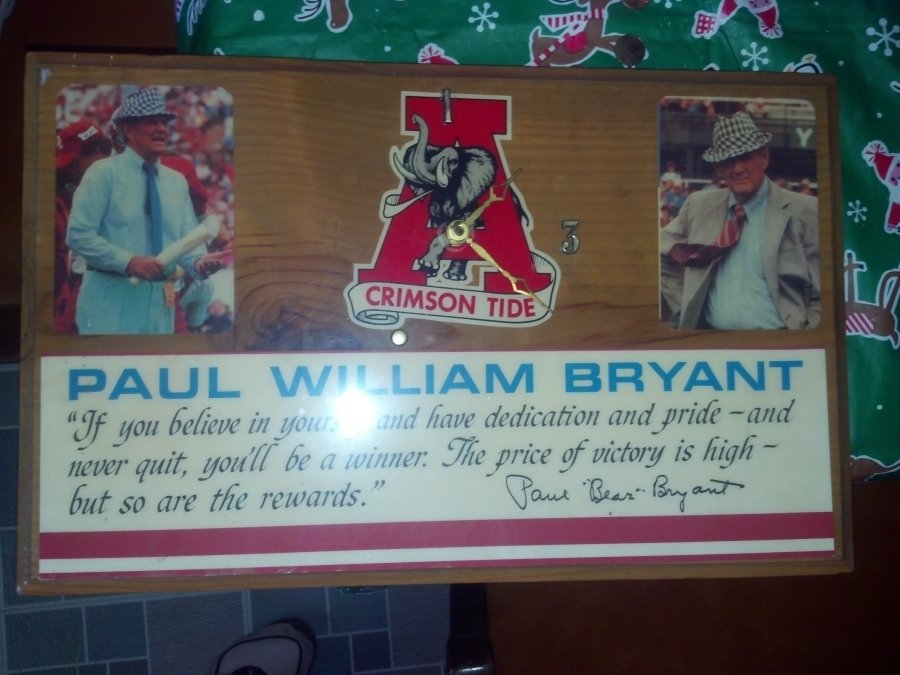 1
A
3
CRIMSON TIDE
Y
PAUL WILLIAM BRYANT
"If you believe in and have dedication and pride – and
never quit, you'll be a winner. The price of victory is high –
but so are the rewards."
Paul "Bear" Bryant